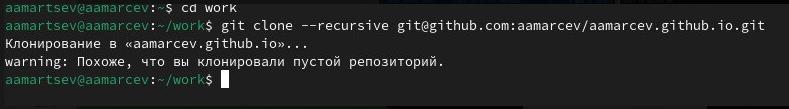 aamartsev@aamarcev:~$ cd work
aamartsev@aamarcev:~/work$ git clone --recursive git@github.com:aamarcev/aamarcev.github.io.git
Клонирование в «aamarcev.github.io»...
warning: Похоже, что вы клонировали пустой репозиторий.
aamartsev@aamarcev:~/work$